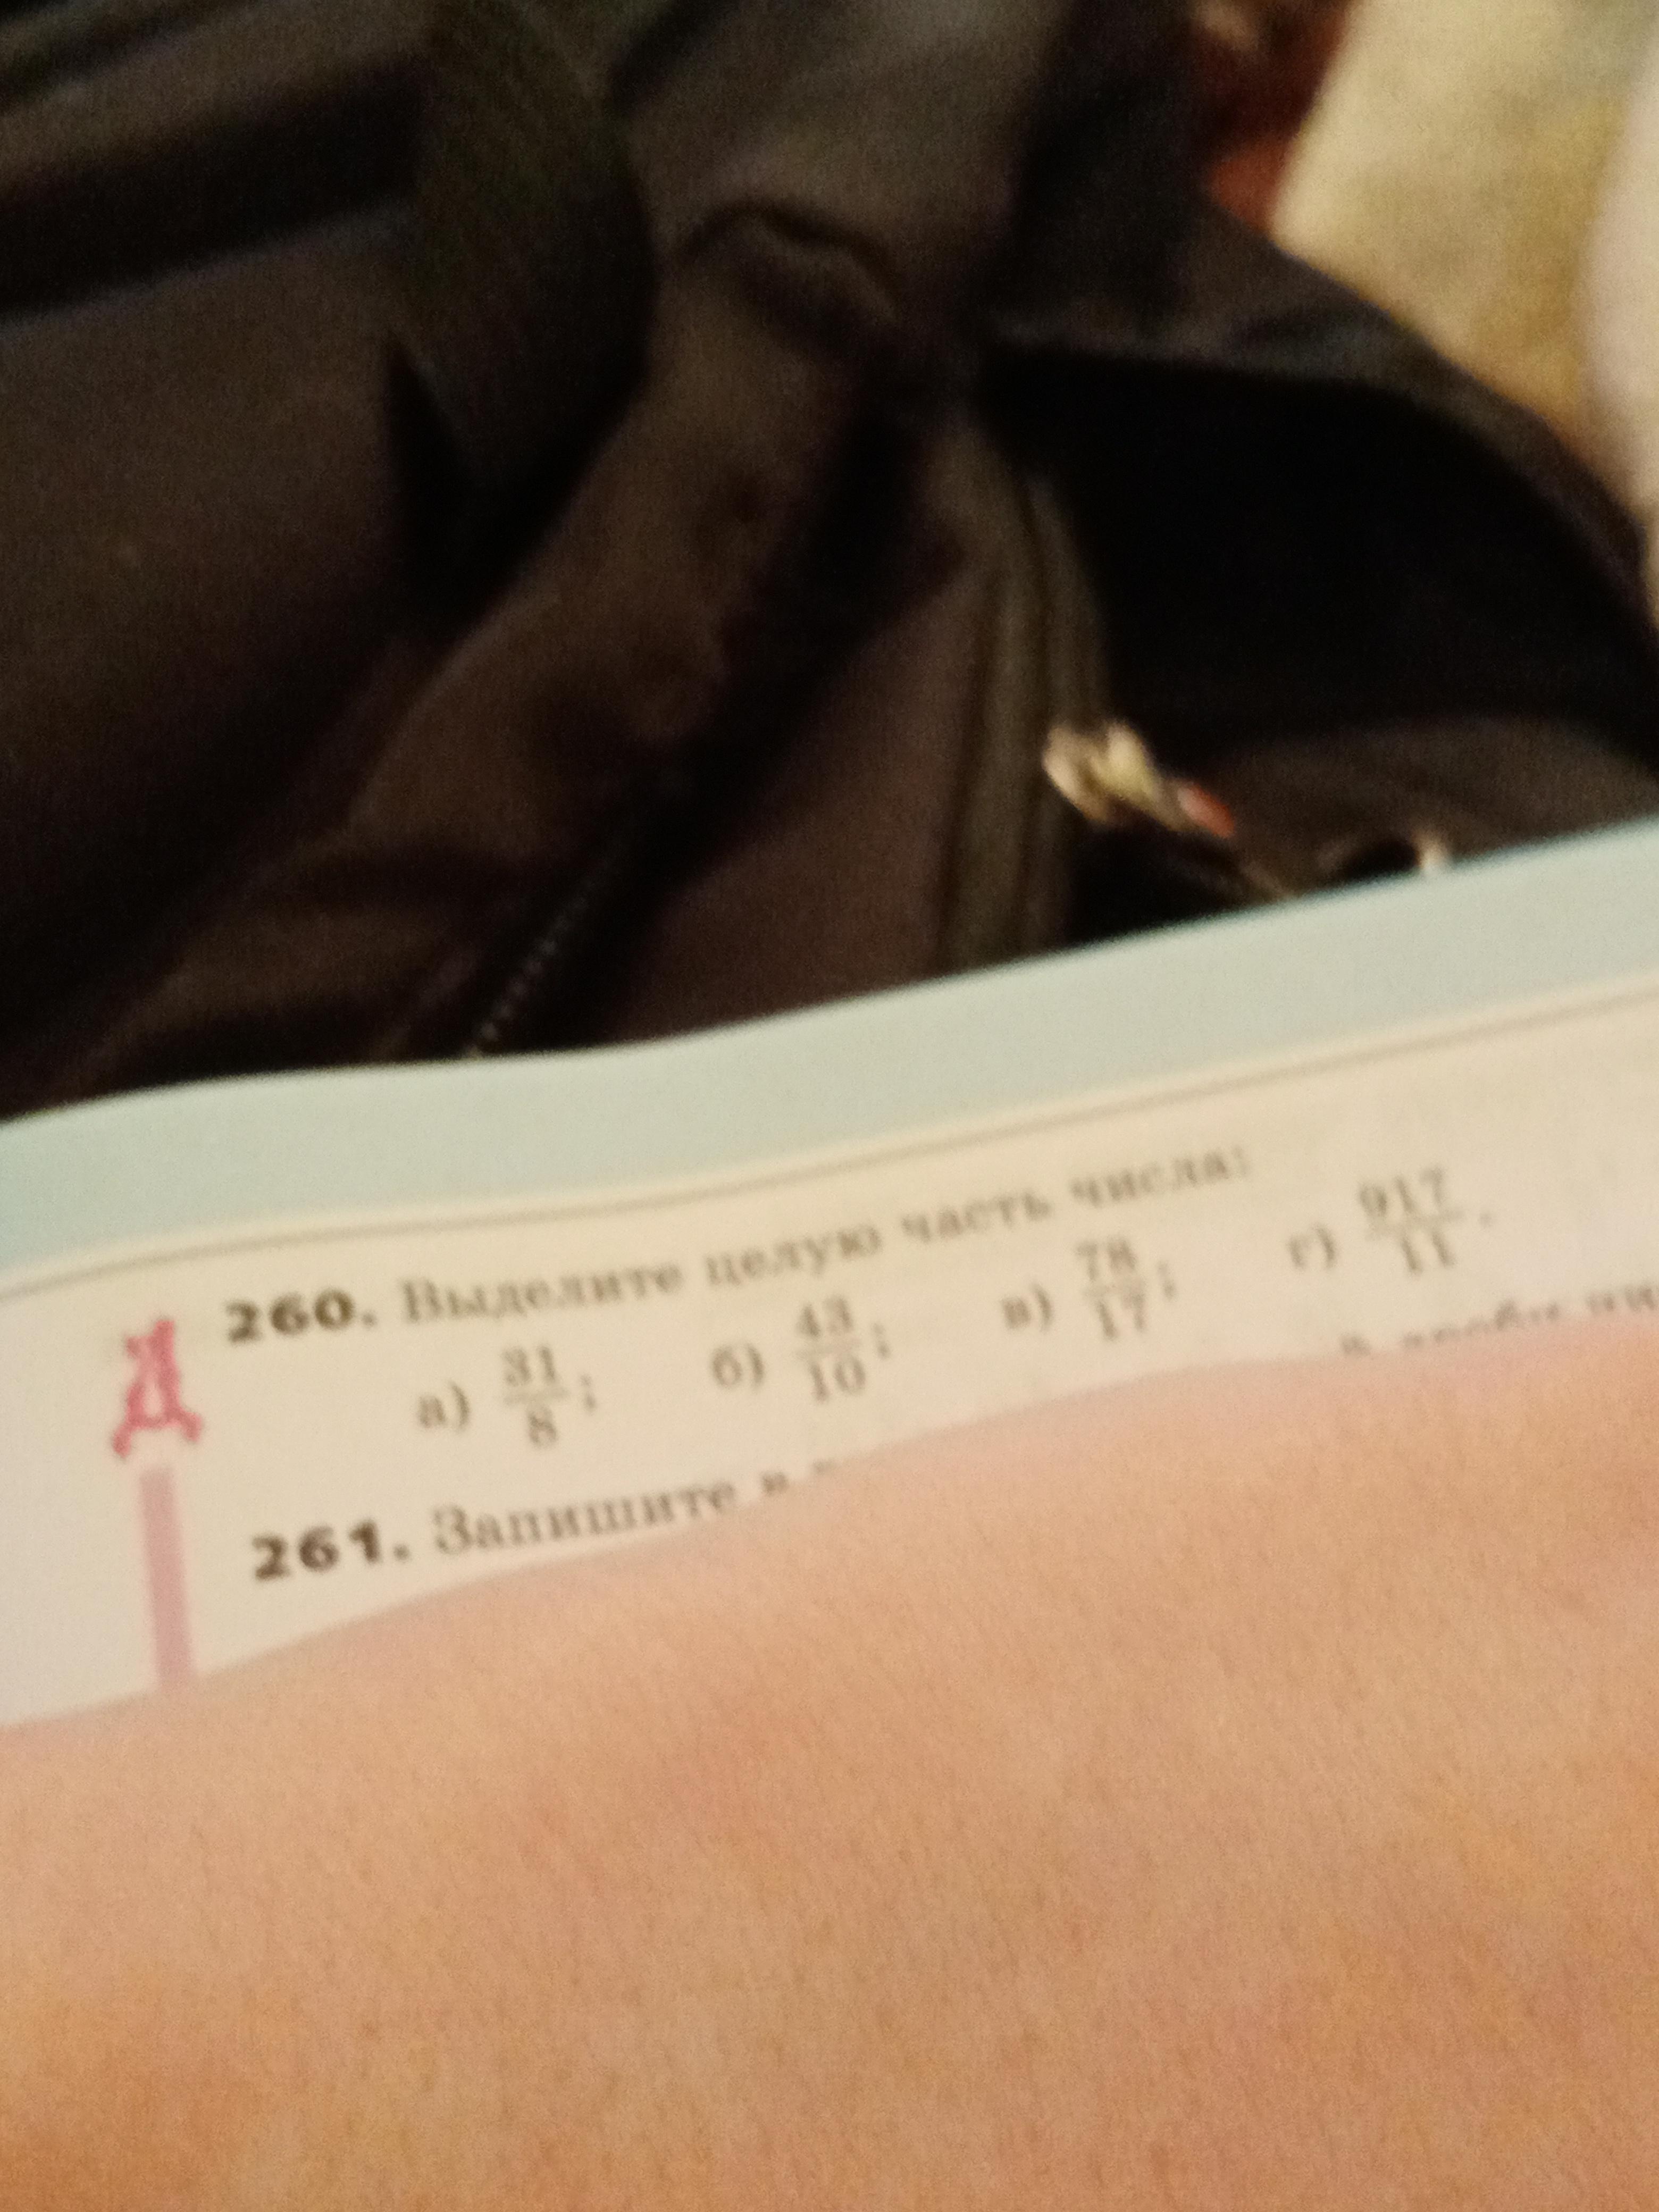 Д
260. Выделите целую часть числа:
а) 31/8; б) 43/10; в) 78/17; г) 917/11.
261. Запишите в